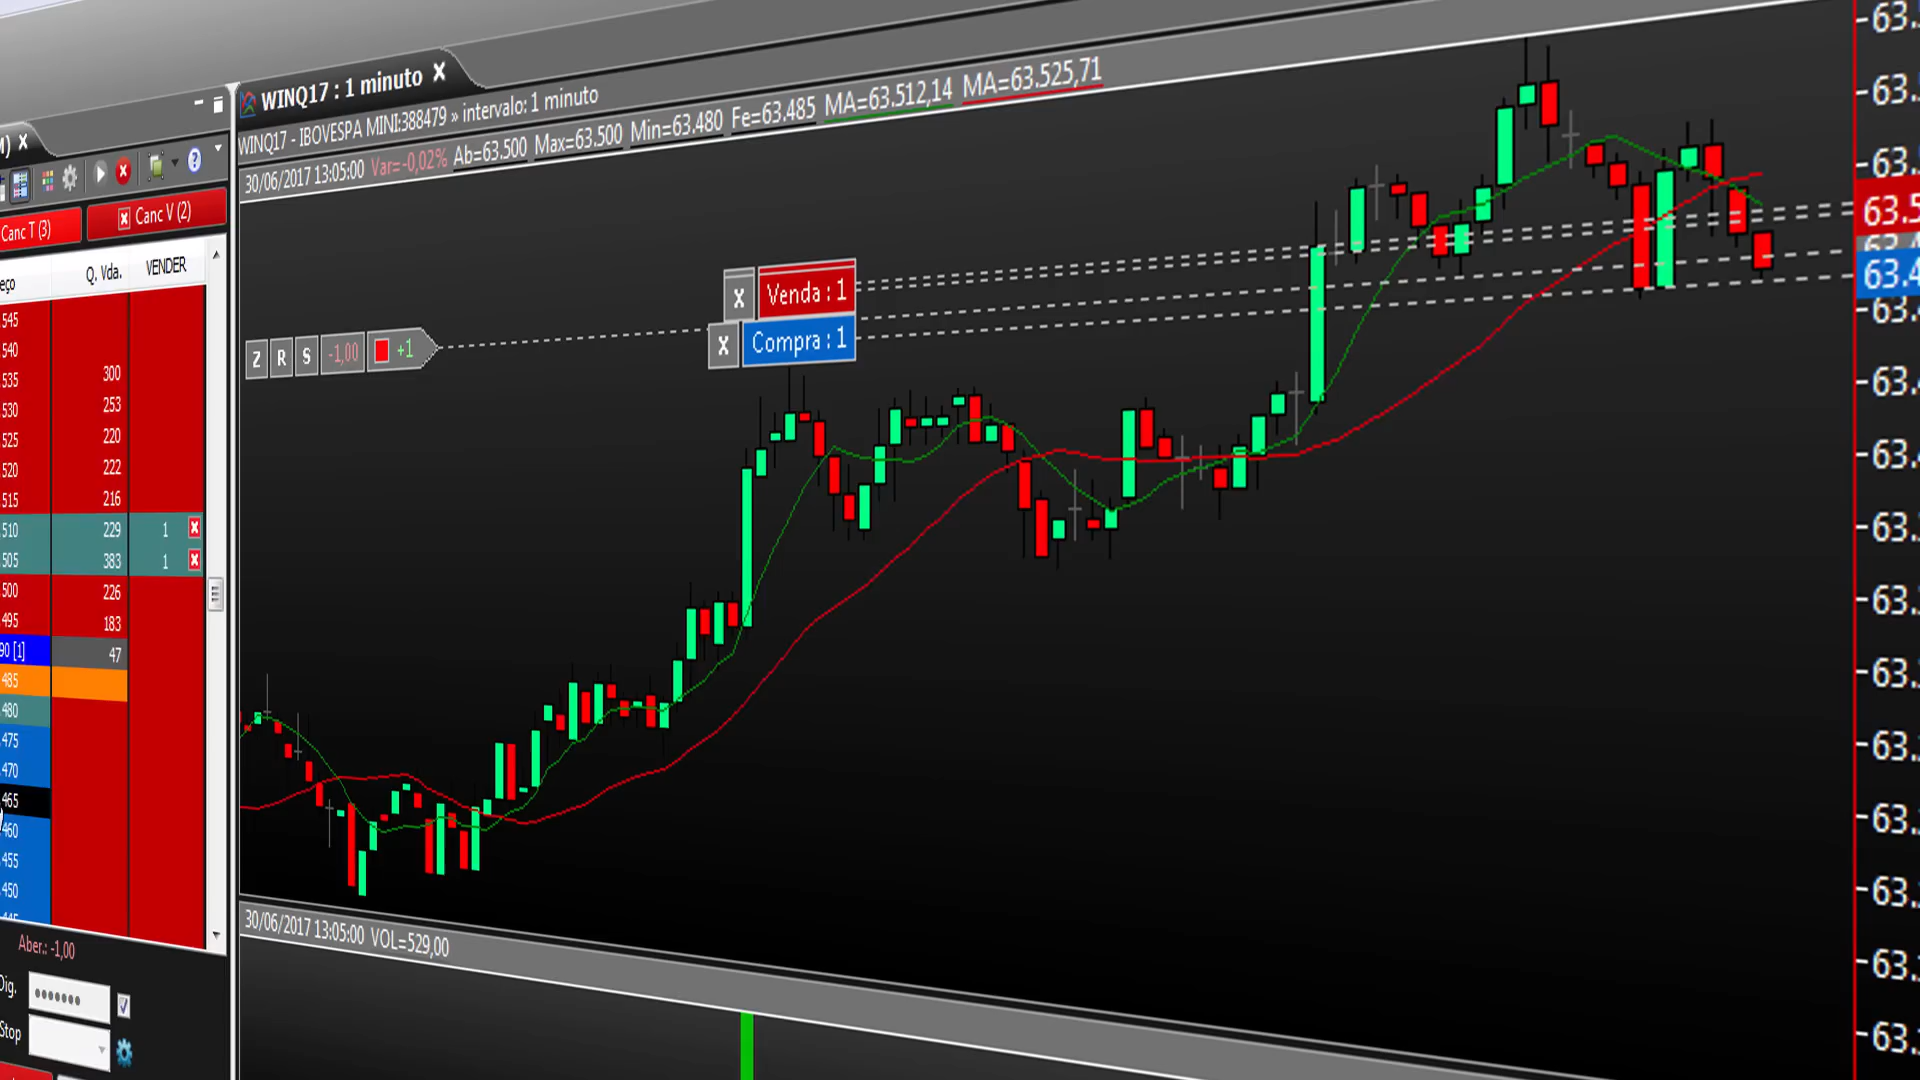 WINQ17 : 1 minuto
WINQ17 - IBOVESPA MINI:388479 » intervalo: 1 minuto
30/06/2017 13:05:00 Var=-0,02% Ab=63.500 Max=63.500 Min=63.480 Fe=63.485 MA=63.512,14 MA=63.525,71
Canc T (3)
Canc V (2)
Q. Vda.
VENDER
545
540
535 300
530 253
525 220
520 222
515 216
510 229 1
505 383 1
500 226
495 183
90 [1] 47
485
480
475
470
465
460
455
450
Aber.: -1,00
Dig.
Stop
Z R S -1,00 +1
X Venda : 1
X Compra : 1
30/06/2017 13:05:00 VOL=529,00